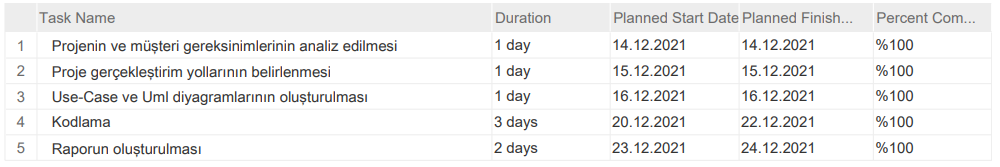 Task Name Duration Planned Start Date Planned Finish... Percent Com...
1 Projenin ve müşteri gereksinimlerinin analiz edilmesi 1 day 14.12.2021 14.12.2021 %100
2 Proje gerçekleştirim yollarının belirlenmesi 1 day 15.12.2021 15.12.2021 %100
3 Use-Case ve Uml diyagramlarının oluşturulması 1 day 16.12.2021 16.12.2021 %100
4 Kodlama 3 days 20.12.2021 22.12.2021 %100
5 Raporun oluşturulması 2 days 23.12.2021 24.12.2021 %100